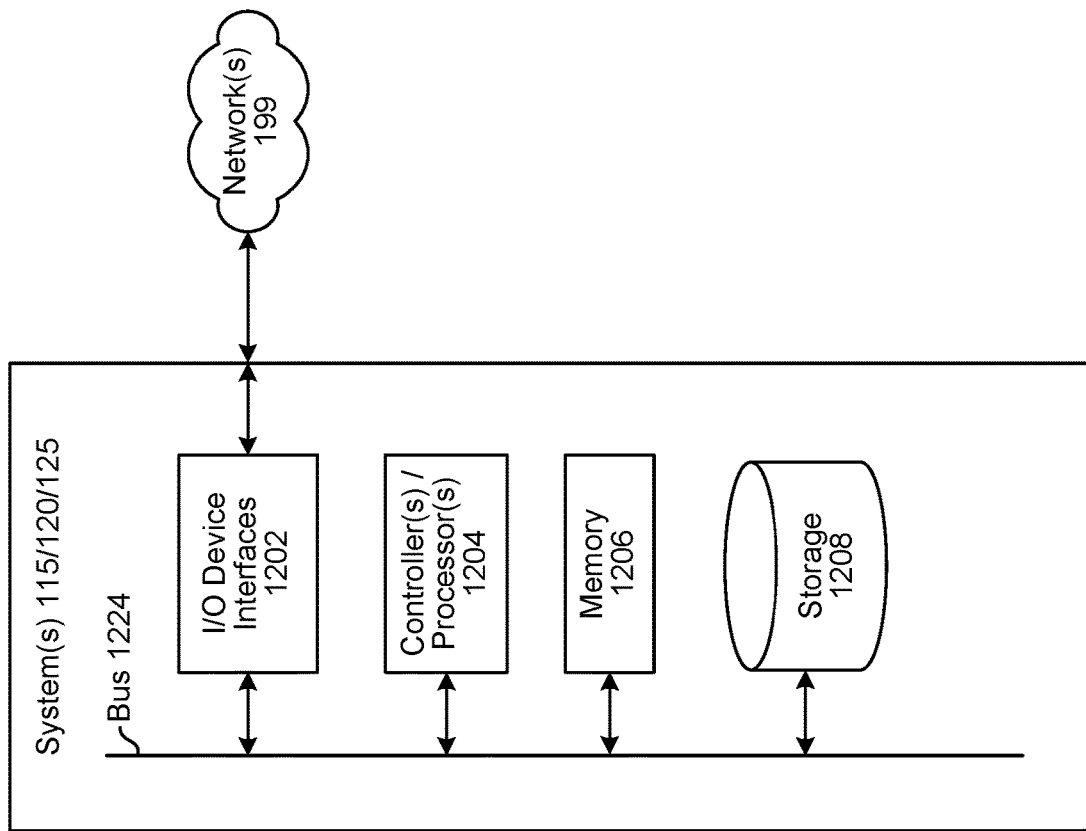 System(s) 115/120/125
Bus 1224
I/O Device
Interfaces
1202
Controller(s) /
Processor(s)
1204
Memory
1206
Storage
1208
Network(s)
199